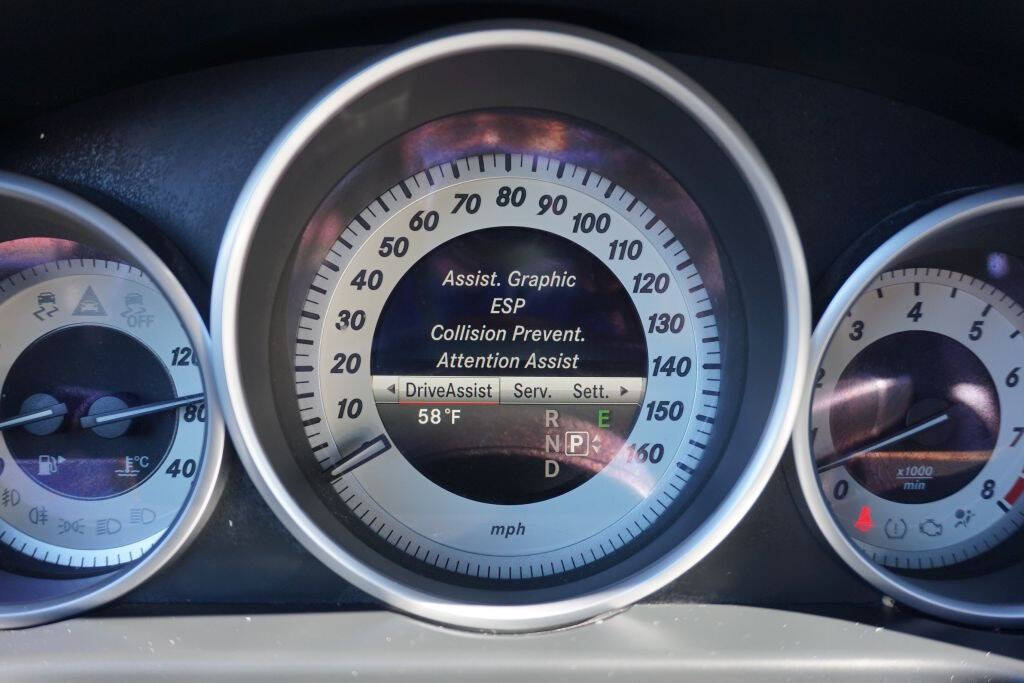 OFF
120
80
40
°C
10
20
30
40
50
60
70
80
90
100
110
120
130
140
150
160
mph
Assist. Graphic
ESP
Collision Prevent.
Attention Assist
DriveAssist Serv. Sett.
58°F
R E
N P
D
0
3
4
5
6
7
8
x1000
min